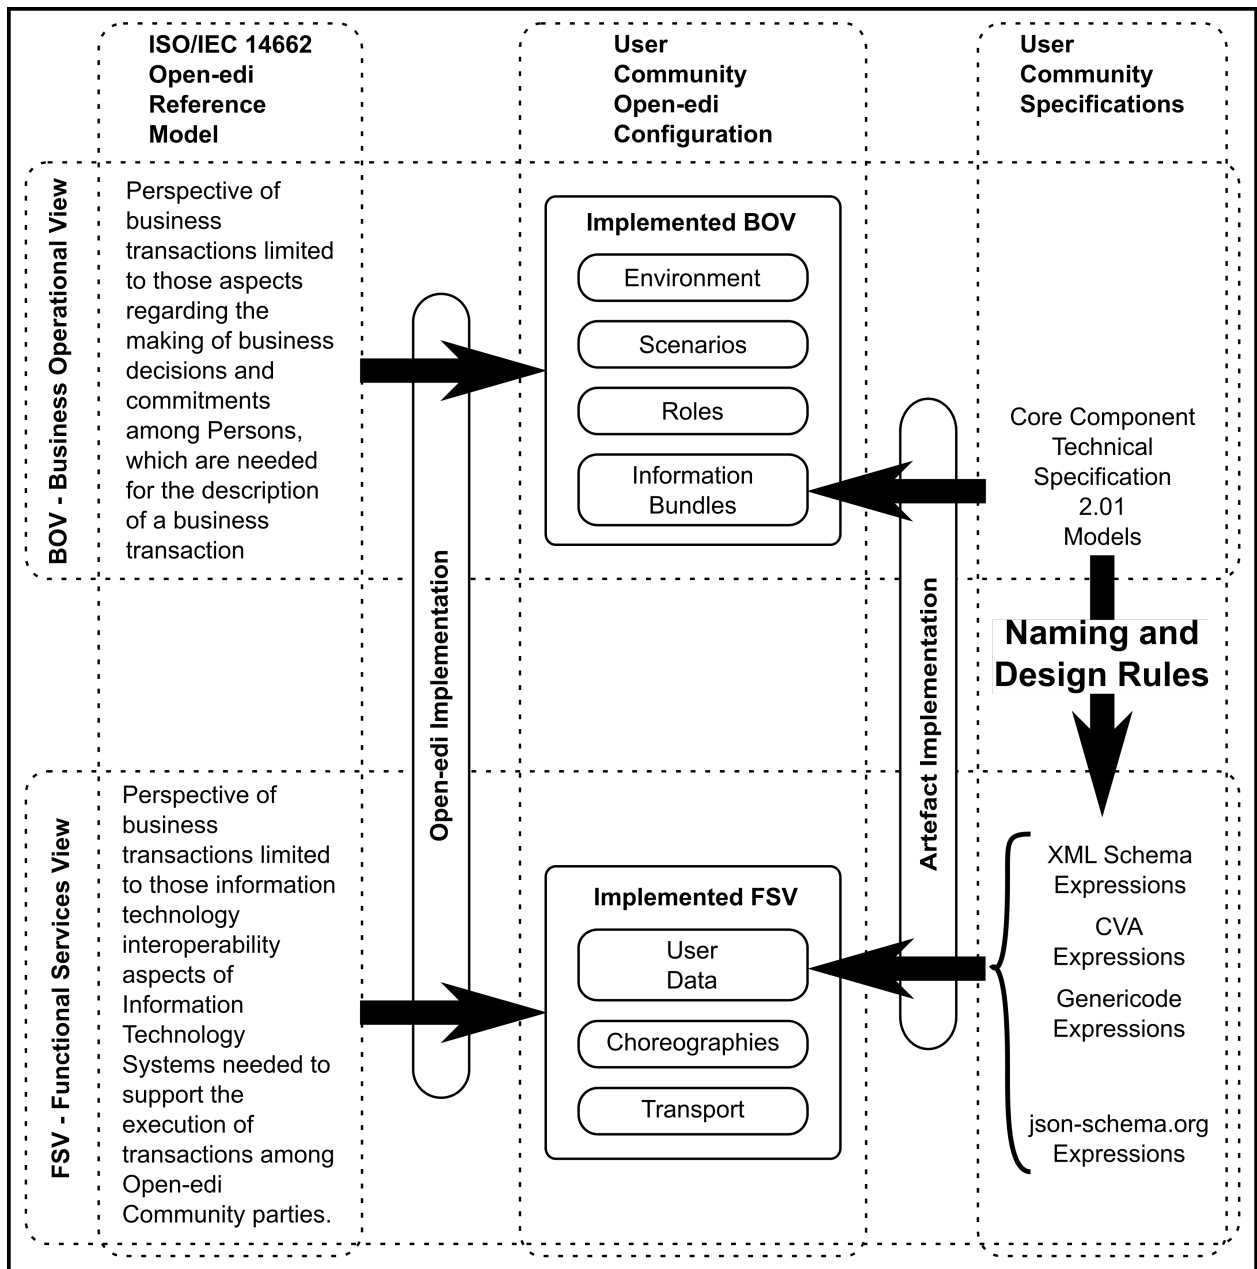 ISO/IEC 14662
Open-edi
Reference
Model
User
Community
Open-edi
Configuration
User
Community
Specifications
BOV - Business Operational View
Perspective of
business
transactions limited
to those aspects
regarding the
making of business
decisions and
commitments
among Persons,
which are needed
for the description
of a business
transaction
Open-edi Implementation
Implemented BOV
Environment
Scenarios
Roles
Information
Bundles
Artefact Implementation
Core Component
Technical
Specification
2.01
Models
Naming and
Design Rules
FSV - Functional Services View
Perspective of
business
transactions limited
to those information
technology
interoperability
aspects of
Information
Technology
Systems needed to
support the
execution of
transactions among
Open-edi
Community parties.
Implemented FSV
User
Data
Choreographies
Transport
XML Schema
Expressions
CVA
Expressions
Genericode
Expressions
json-schema.org
Expressions